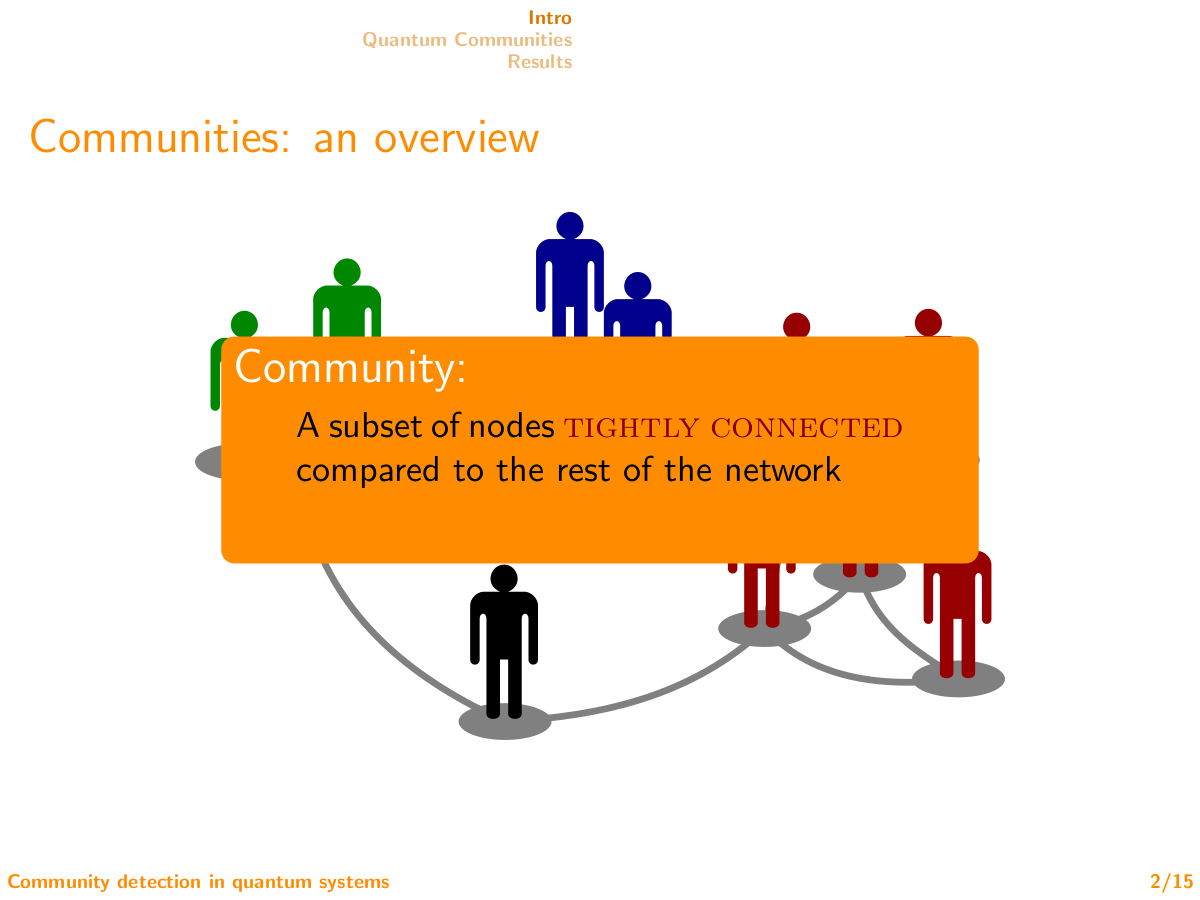 Intro
Quantum Communities
Results
Communities: an overview
Community:
A subset of nodes TIGHTLY CONNECTED
compared to the rest of the network
Community detection in quantum systems
2/15